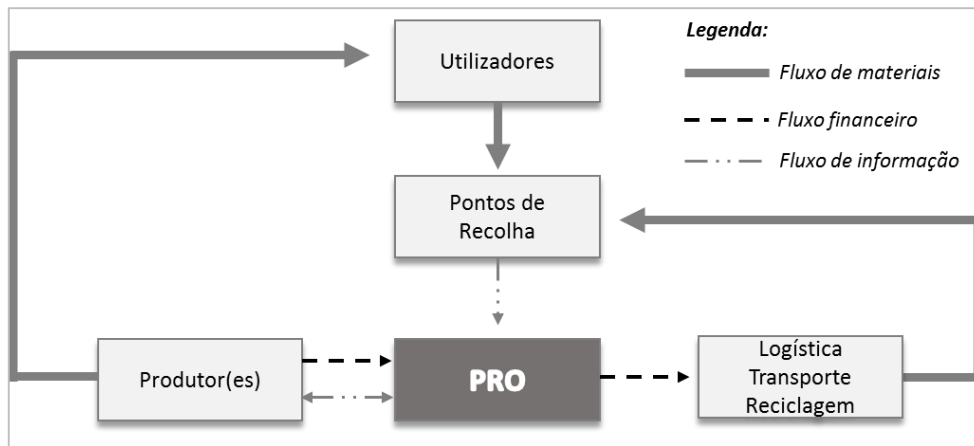 Utilizadores
Legenda:
Fluxo de materiais
Fluxo financeiro
Fluxo de informação
Pontos de
Recolha
Produtor(es)
PRO
Logística
Transporte
Reciclagem